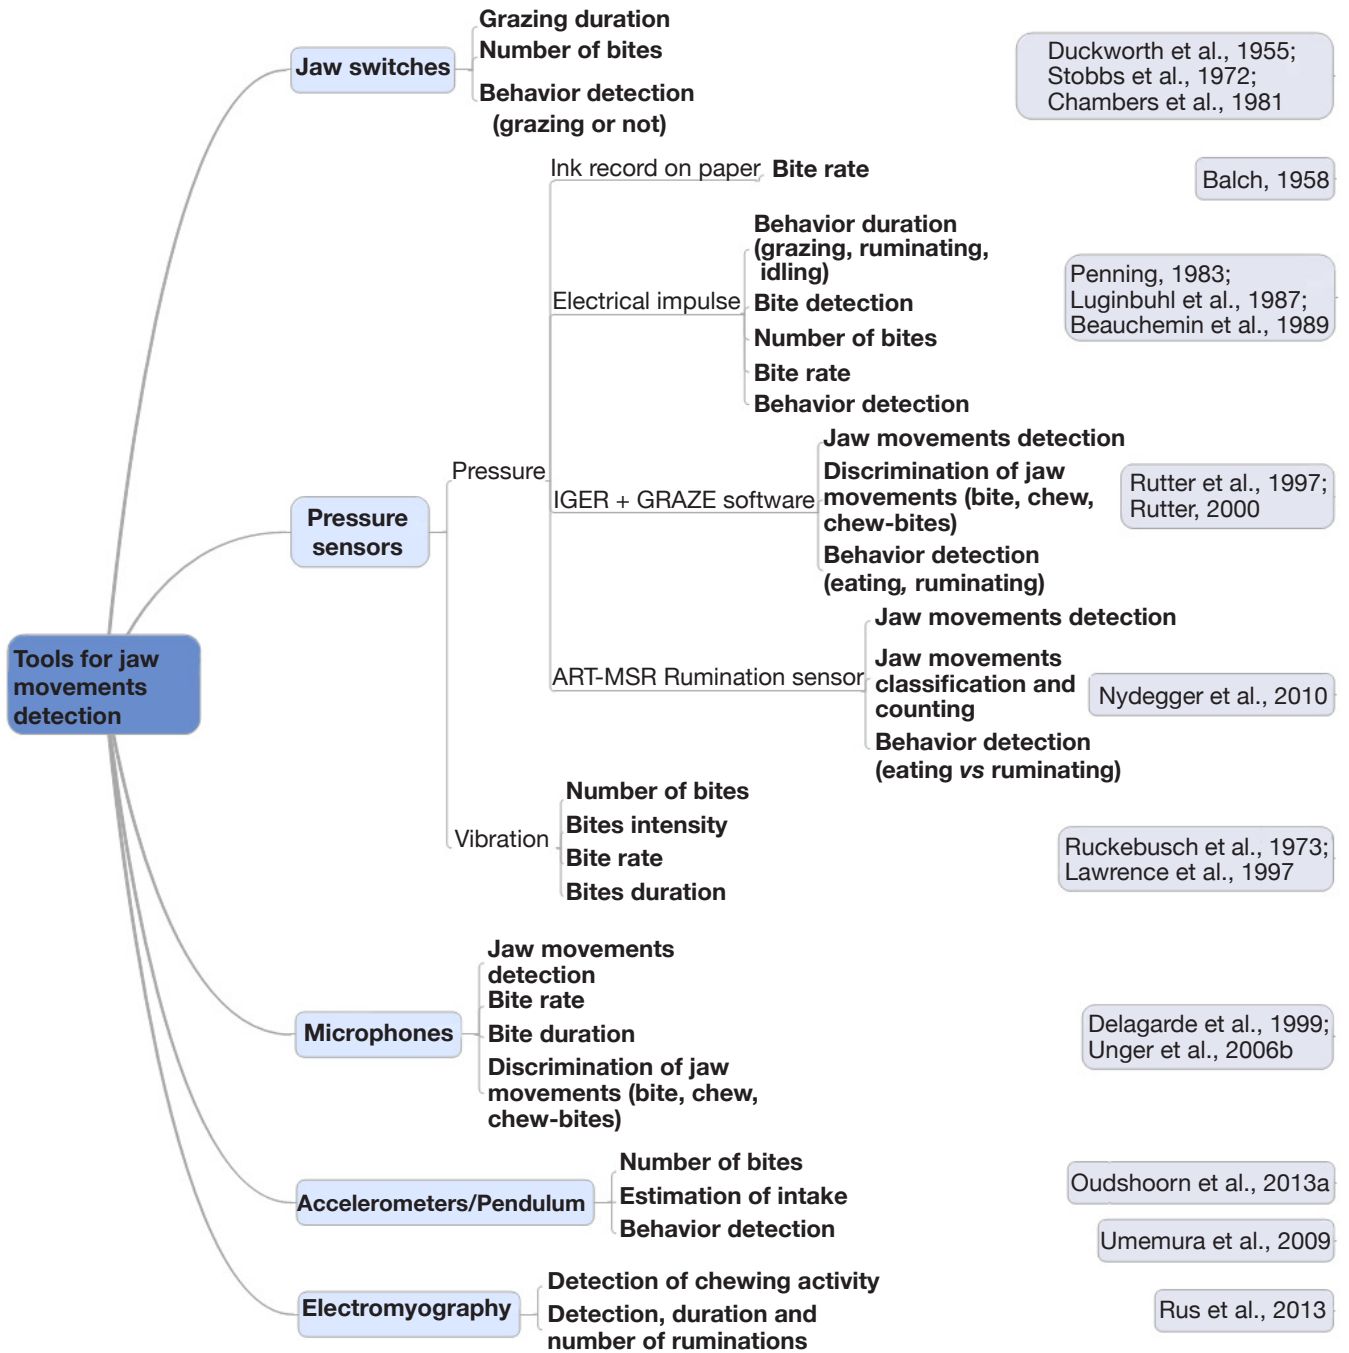 Tools for jaw
movements
detection
Jaw switches
Grazing duration
Number of bites
Behavior detection
(grazing or not)
Duckworth et al., 1955;
Stobbs et al., 1972;
Chambers et al., 1981
Pressure
sensors
Pressure
Ink record on paper
Bite rate
Balch, 1958
Electrical impulse
Behavior duration
(grazing, ruminating,
idling)
Bite detection
Number of bites
Bite rate
Behavior detection
Penning, 1983;
Luginbuhl et al., 1987;
Beauchemin et al., 1989
IGER + GRAZE software
Jaw movements detection
Discrimination of jaw
movements (bite, chew,
chew-bites)
Behavior detection
(eating, ruminating)
Rutter et al., 1997;
Rutter, 2000
ART-MSR Rumination sensor
Jaw movements detection
Jaw movements
classification and
counting
Behavior detection
(eating vs ruminating)
Nydegger et al., 2010
Vibration
Number of bites
Bites intensity
Bite rate
Bites duration
Ruckebusch et al., 1973;
Lawrence et al., 1997
Microphones
Jaw movements
detection
Bite rate
Bite duration
Discrimination of jaw
movements (bite, chew,
chew-bites)
Delagarde et al., 1999;
Unger et al., 2006b
Accelerometers/Pendulum
Number of bites
Estimation of intake
Behavior detection
Oudshoorn et al., 2013a
Umemura et al., 2009
Electromyography
Detection of chewing activity
Detection, duration and
number of ruminations
Rus et al., 2013